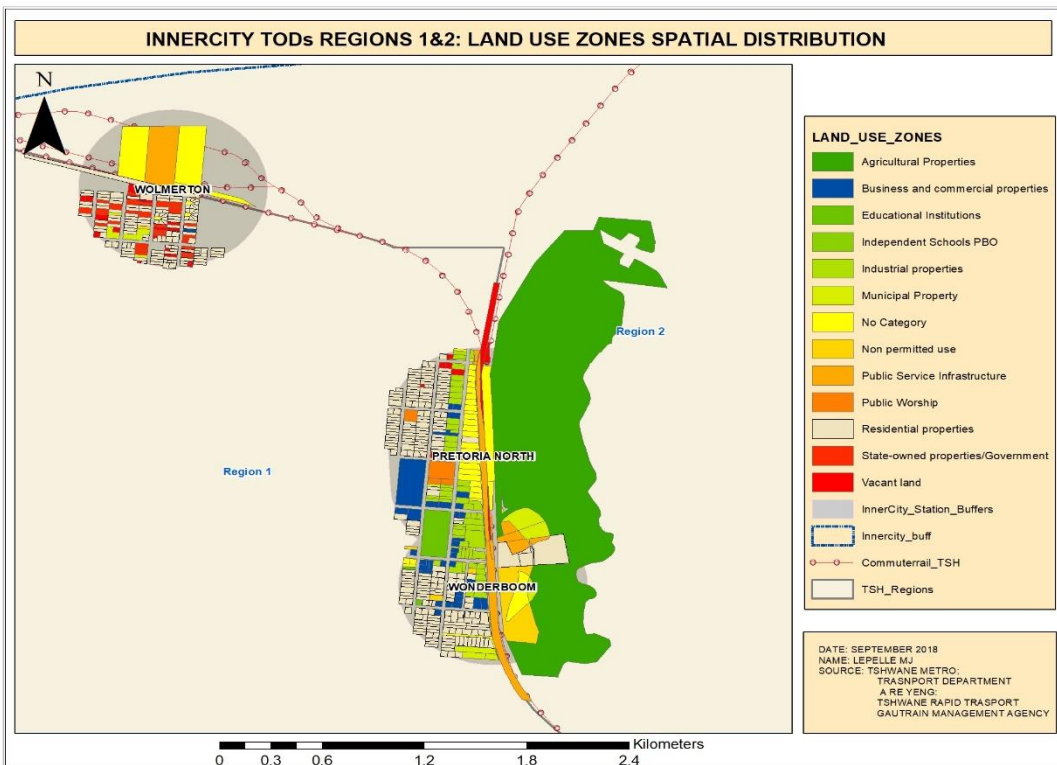 INNERCITY TODs REGIONS 1&2: LAND USE ZONES SPATIAL DISTRIBUTION
N
WOLMERTON
Region 2
PRETORIA NORTH
Region 1
WONDERBOOM
LAND_USE_ZONES
Agricultural Properties
Business and commercial properties
Educational Institutions
Independent Schools PBO
Industrial properties
Municipal Property
No Category
Non permitted use
Public Service Infrastructure
Public Worship
Residential properties
State-owned properties/Government
Vacant land
InnerCity_Station_Buffers
Innercity_buff
Commuterrail_TSH
TSH_Regions
DATE: SEPTEMBER 2018
NAME: LEPELLE MJ
SOURCE: TSHWANE METRO;
TRASNPORT DEPARTMENT
A RE YENG:
TSHWANE RAPID TRASPORT
GAUTRAIN MANAGEMENT AGENCY
Kilometers
0 0.3 0.6 1.2 1.8 2.4